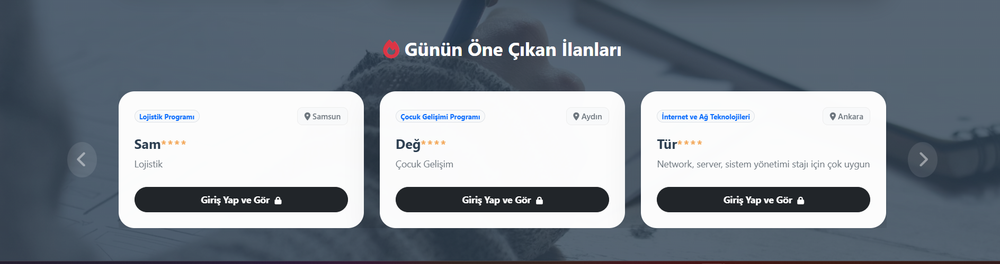 Günün Öne Çıkan İlanları
Lojistik Programı
Samsun
Sam****
Lojistik
Giriş Yap ve Gör
Çocuk Gelişimi Programı
Aydın
Değ****
Çocuk Gelişim
Giriş Yap ve Gör
İnternet ve Ağ Teknolojileri
Ankara
Tür****
Network, server, sistem yönetimi stajı için çok uygun
Giriş Yap ve Gör